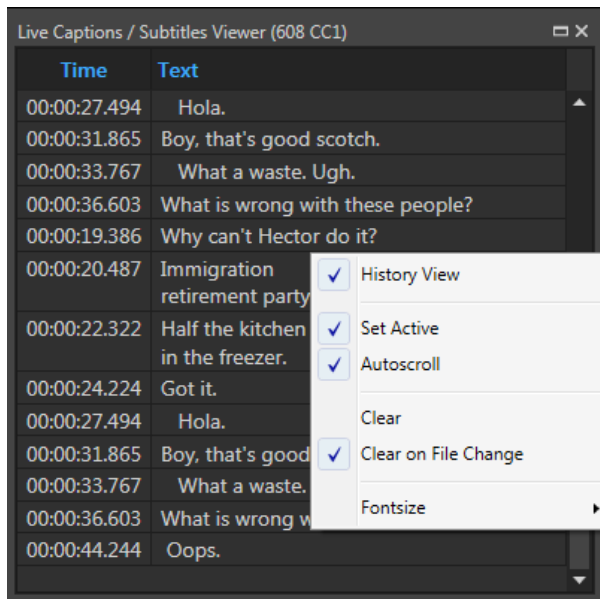 Live Captions / Subtitles Viewer (608 CC1)
Time Text
00:00:27.494 Hola.
00:00:31.865 Boy, that's good scotch.
00:00:33.767 What a waste. Ugh.
00:00:36.603 What is wrong with these people?
00:00:19.386 Why can't Hector do it?
00:00:20.487 Immigration
retirement party
00:00:22.322 Half the kitchen
in the freezer.
00:00:24.224 Got it.
00:00:27.494 Hola.
00:00:31.865 Boy, that's good
00:00:33.767 What a waste.
00:00:36.603 What is wrong w
00:00:44.244 Oops.
History View
Set Active
Autoscroll
Clear
Clear on File Change
Fontsize